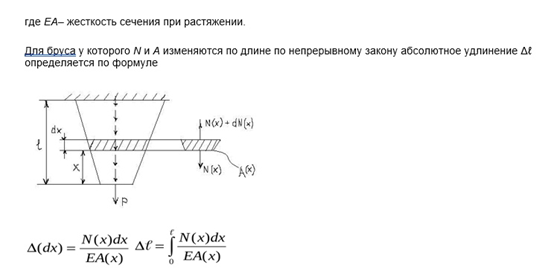 где EA– жесткость сечения при растяжении.
Для бруса у которого N и A изменяются по длине по непрерывному закону абсолютное удлинение Δℓ
определяется по формуле
dx
ℓ
x
N(x) + dN(x)
N(x)
A(x)
P
Δ(dx) = N(x)dx / EA(x) Δℓ = ∫₀^ℓ N(x)dx / EA(x)